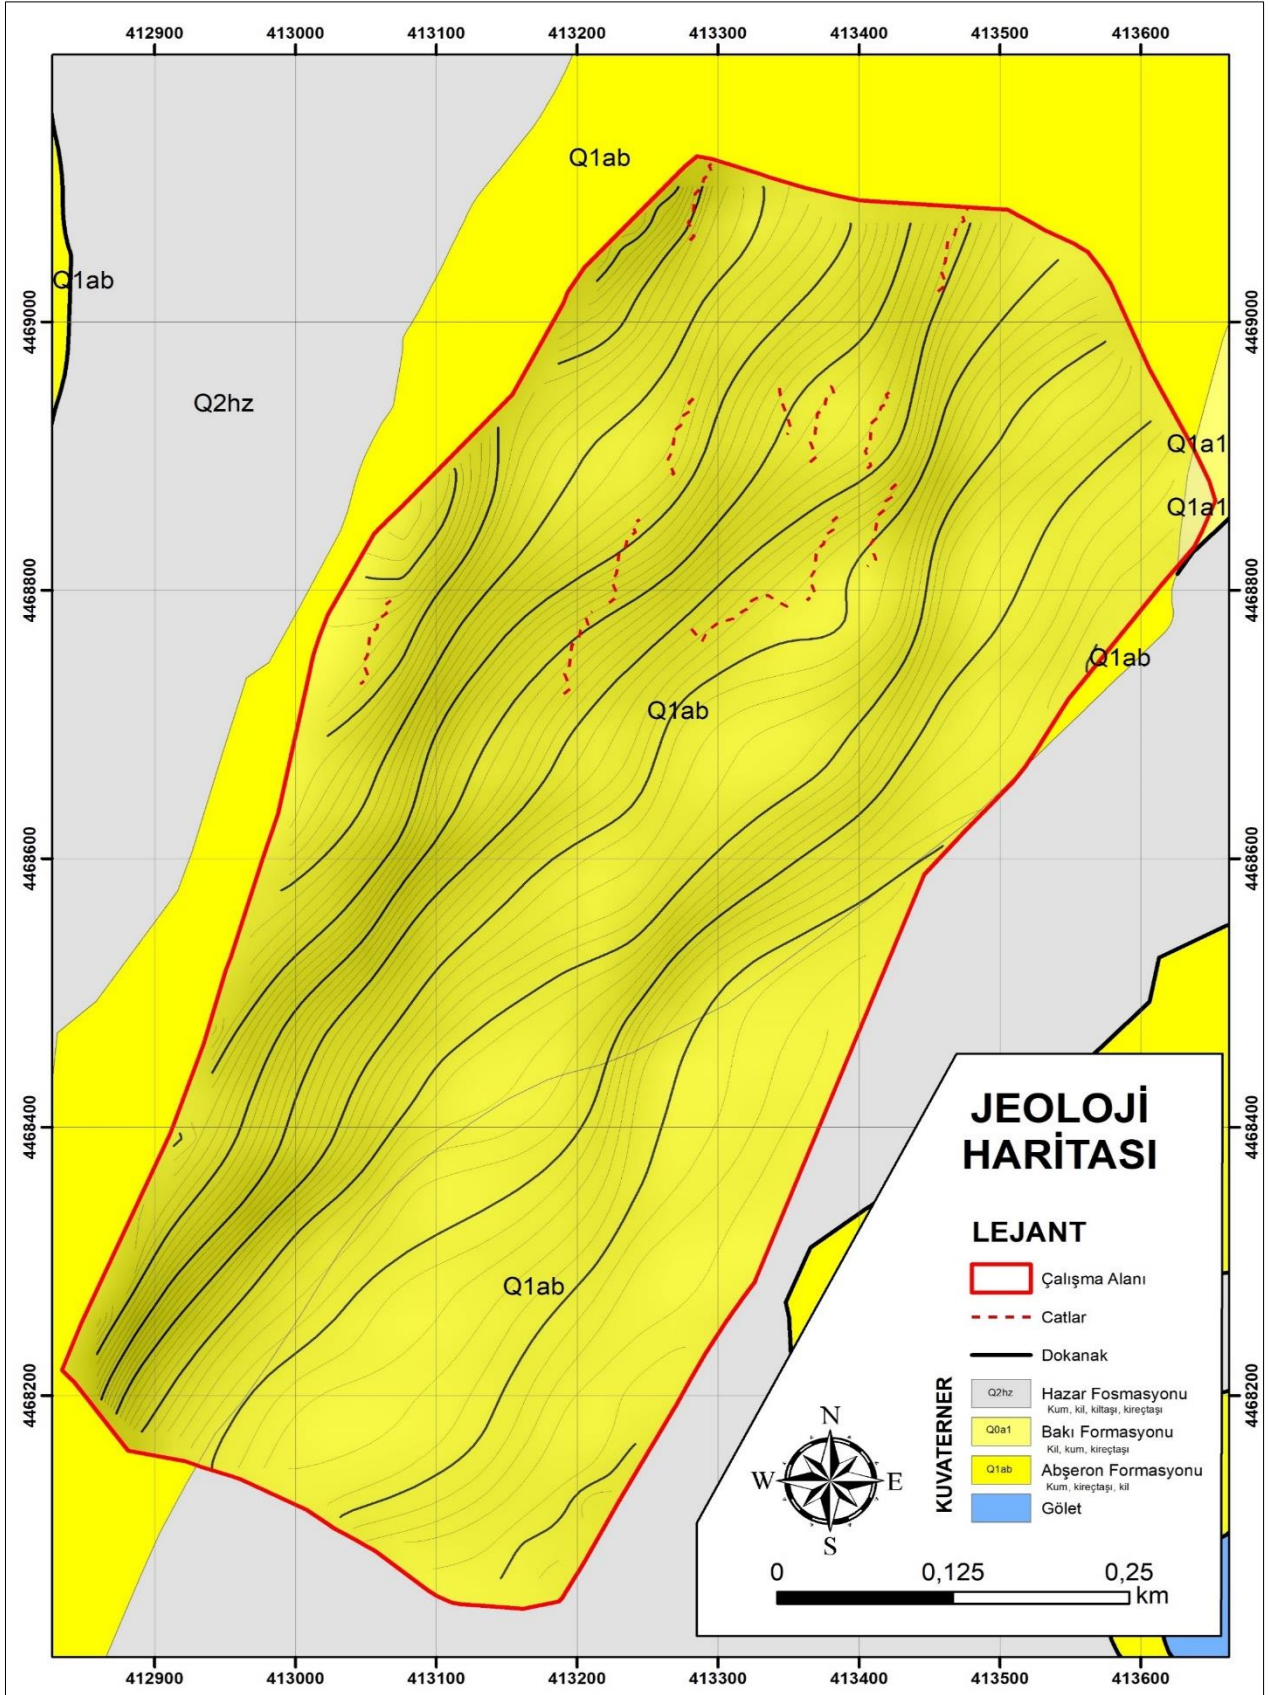 412900 413000 413100 413200 413300 413400 413500 413600
Q1ab
Q1ab
4469000
4469000
Q2hz
Q1a1
Q1a1
4468800
4468800
Q1ab
Q1ab
4468600
4468600
4468400
4468400
JEOLOJİ
HARİTASI
LEJANT
Q1ab
Çalışma Alanı
Catlar
Dokanak
4468200
4468200
KUVATERNER
Q2hz Hazar Fosmasyonu
Kum, kil, kiltaşı, kireçtaşı
Q0a1 Bakı Formasyonu
Kil, kum, kireçtaşı
Q1ab Abşeron Formasyonu
Kum, kireçtaşı, kil
Gölet
N
W E
S
0 0,125 0,25
km
412900 413000 413100 413200 413300 413400 413500 413600